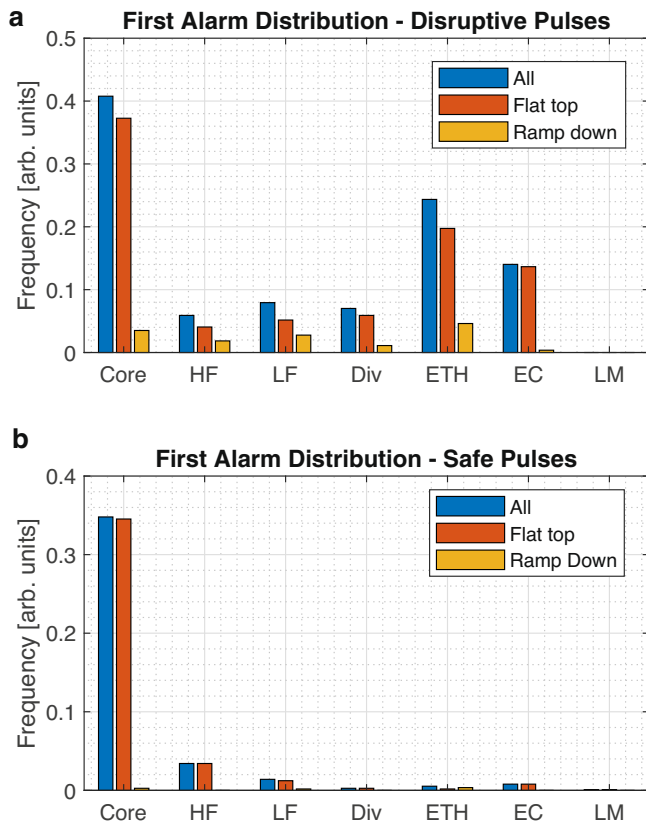 a
First Alarm Distribution - Disruptive Pulses
Frequency [arb. units]
0.5
0.4
0.3
0.2
0.1
0
All
Flat top
Ramp down
Core HF LF Div ETH EC LM
b
First Alarm Distribution - Safe Pulses
Frequency [arb. units]
0.4
0.3
0.2
0.1
0
All
Flat top
Ramp Down
Core HF LF Div ETH EC LM